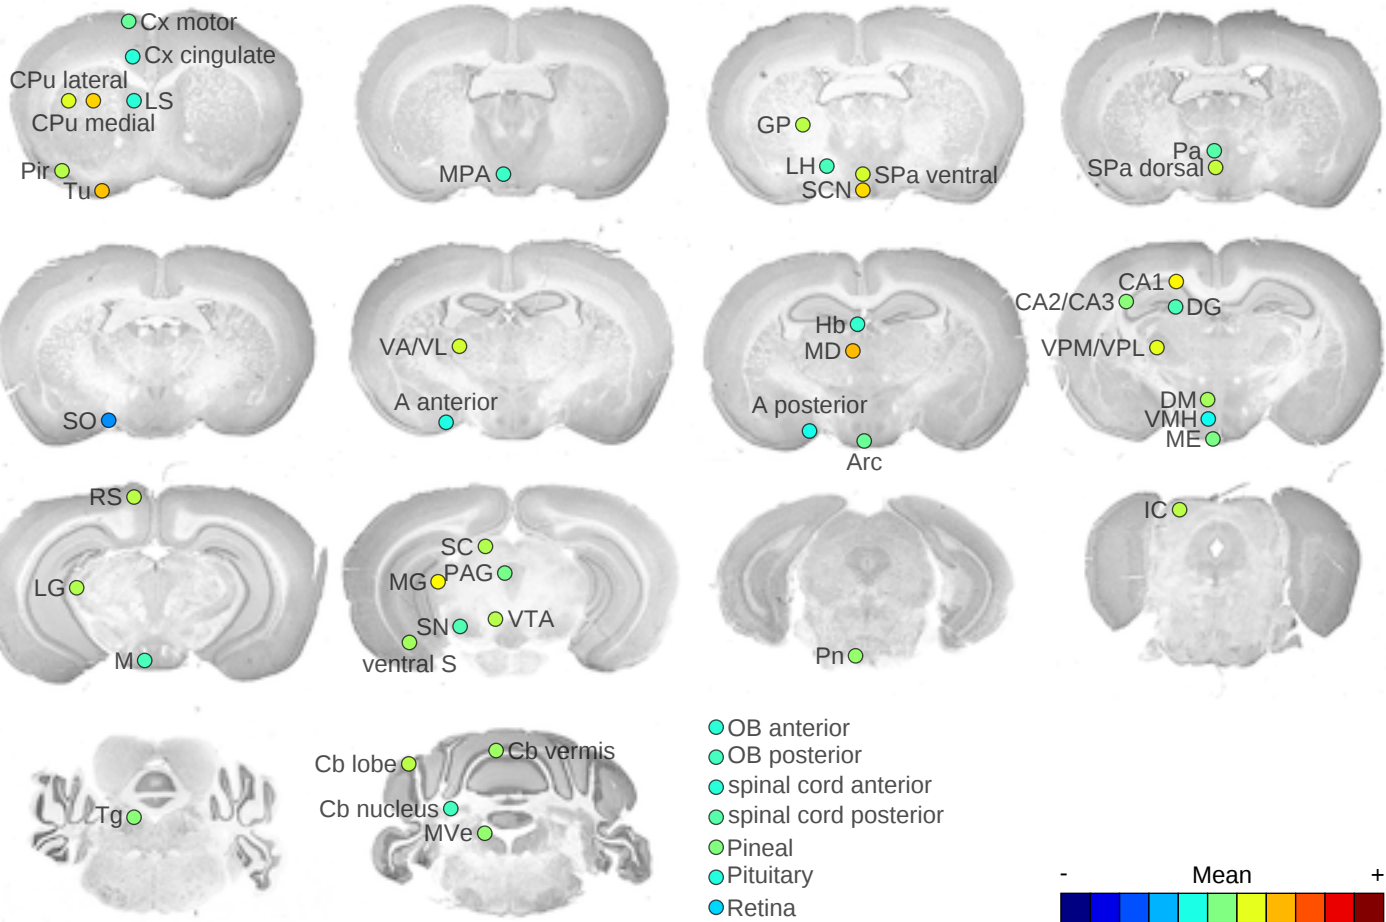 Cx motor
Cx cingulate
CPu lateral
LS
CPu medial
Pir
Tu
MPA
GP
LH
SPa ventral
SCN
Pa
SPa dorsal
SO
VA/VL
A anterior
Hb
MD
A posterior
Arc
CA1
CA2/CA3
DG
VPM/VPL
DM
VMH
ME
RS
LG
M
SC
MG
PAG
SN
VTA
ventral S
Pn
IC
Tg
Cb lobe
Cb vermis
Cb nucleus
MVe
OB anterior
OB posterior
spinal cord anterior
spinal cord posterior
Pineal
Pituitary
Retina
- Mean +